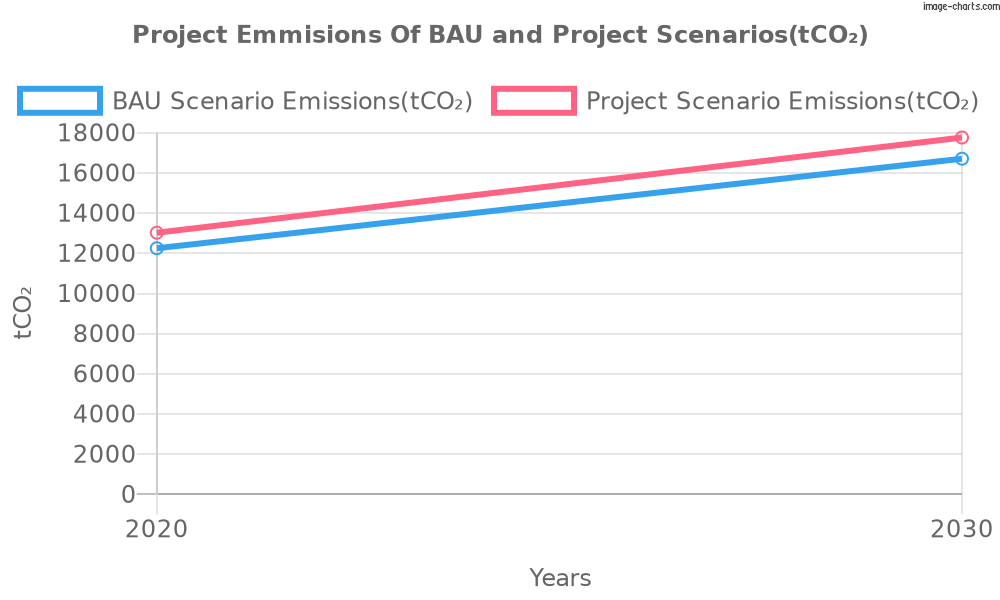 image-charts.com
Project Emmisions Of BAU and Project Scenarios(tCO₂)
BAU Scenario Emissions(tCO₂) Project Scenario Emissions(tCO₂)
18000
16000
14000
12000
10000
8000
6000
4000
2000
0
tCO₂
2020 2030
Years